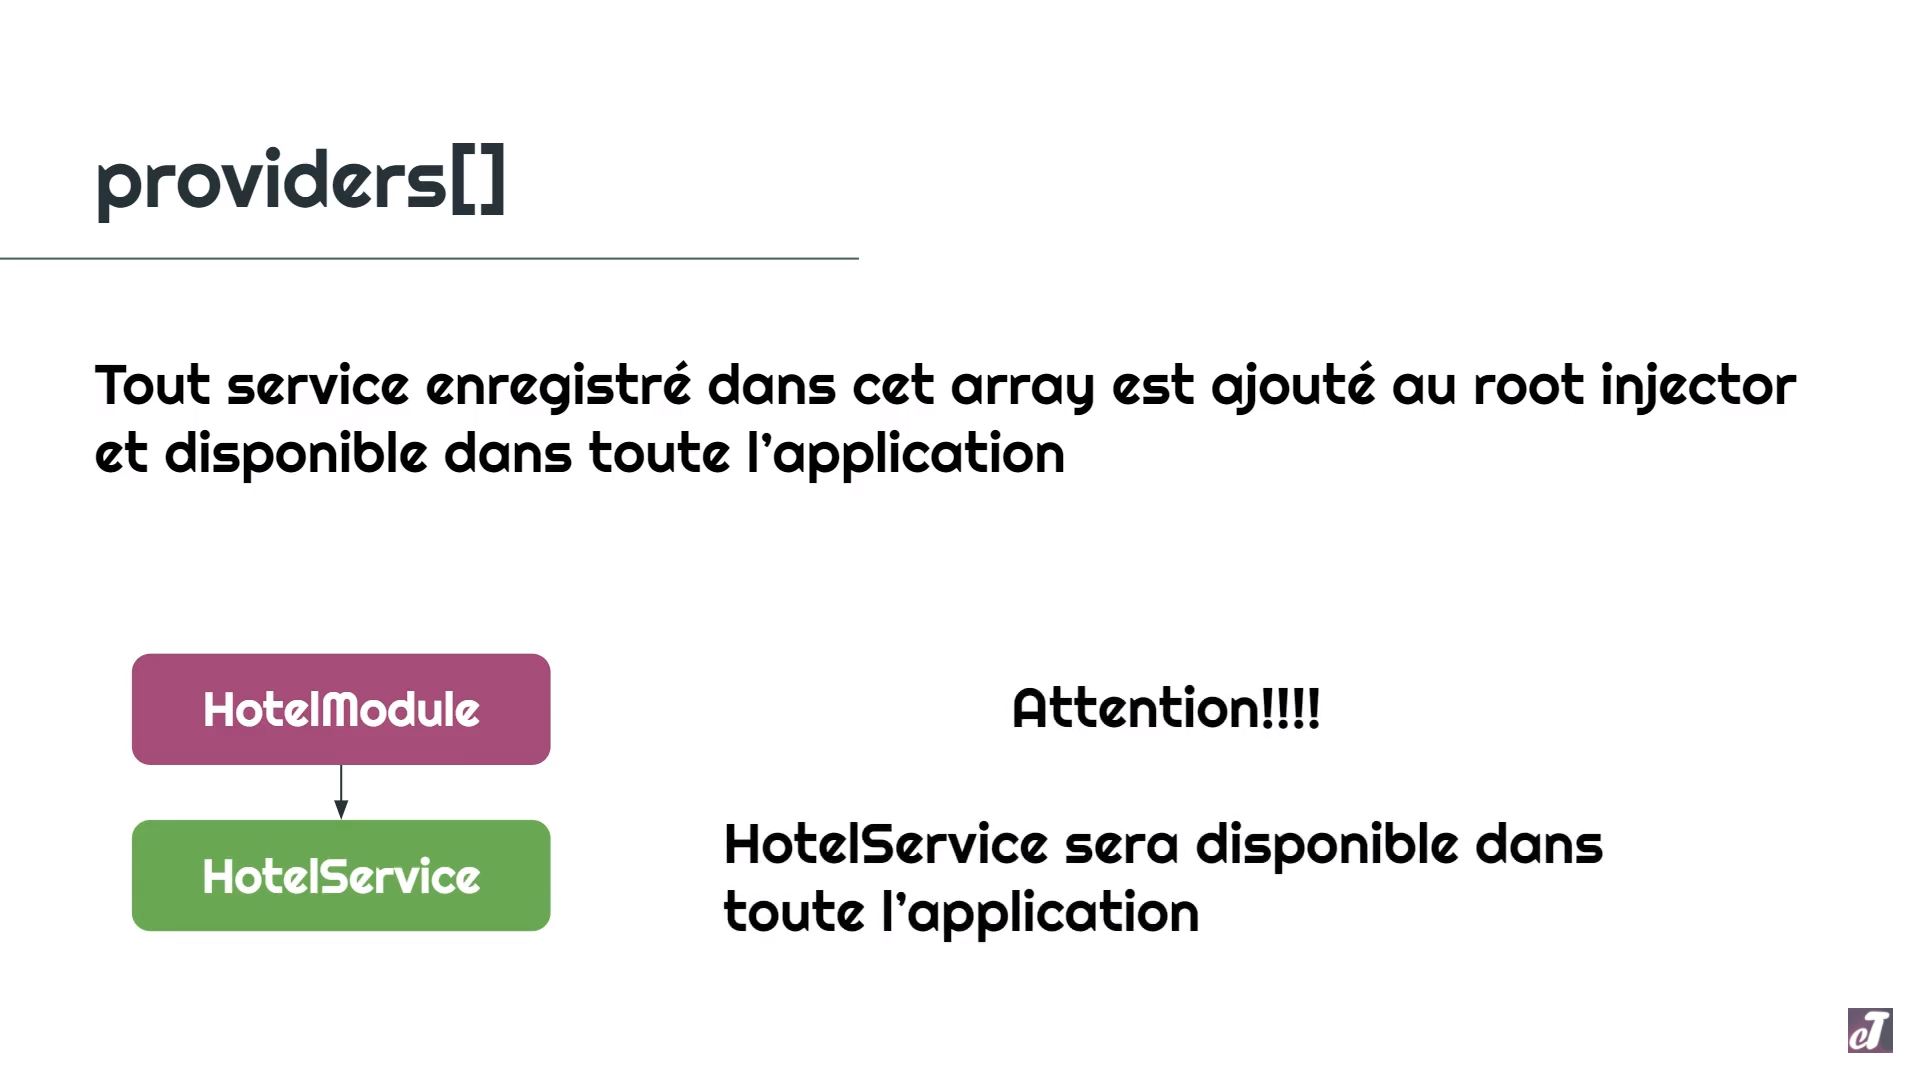 providers[]
Tout service enregistré dans cet array est ajouté au root injector
et disponible dans toute l’application
HotelModule
HotelService
Attention!!!!
HotelService sera disponible dans
toute l’application
eT